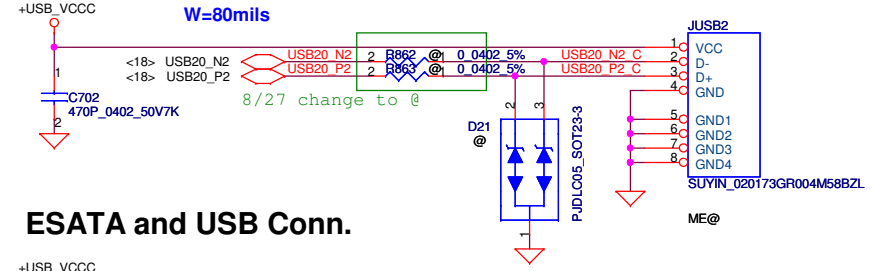 +USB_VCCC
W=80mils
JUSB2
<18> USB20_N2 USB20_N2 2 R862 @ 1 0_0402_5% USB20_N2_C 1 VCC
<18> USB20_P2 USB20_P2 2 R863 @ 1 0_0402_5% USB20_P2_C 2 D-
3 D+
4 GND
1
C702
470P_0402_50V7K
2
8/27 change to @
2 3
D21
@
PJDLC05_SOT23-3
1
5 GND1
6 GND2
7 GND3
8 GND4
SUYIN_020173GR004M58BZL
ME@
ESATA and USB Conn.
+USB_VCCC